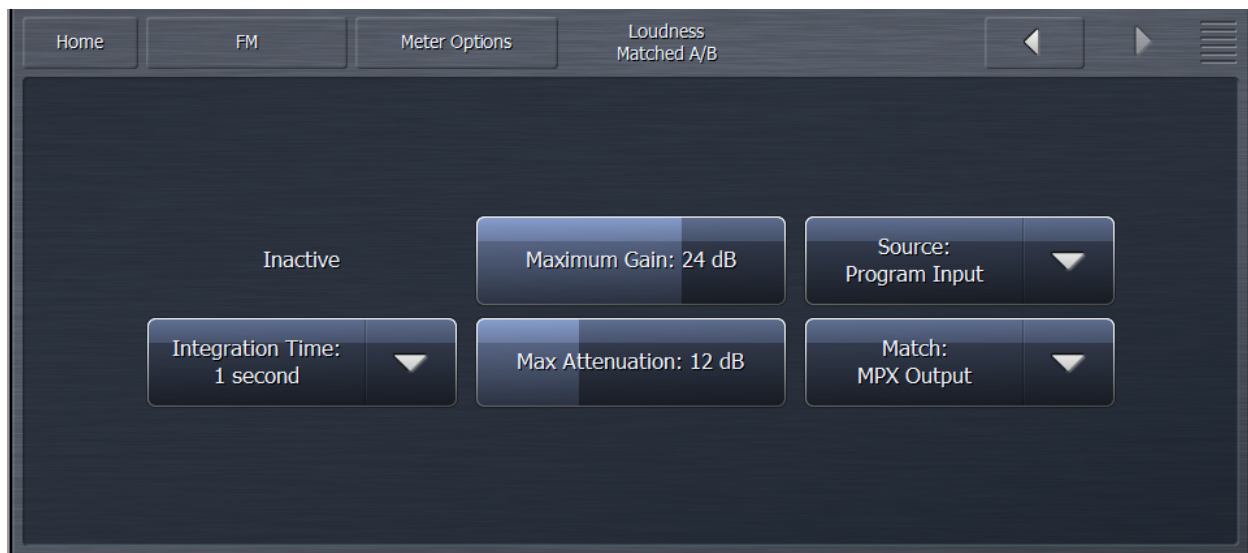 Home
FM
Meter Options
Loudness
Matched A/B
Inactive
Maximum Gain: 24 dB
Source:
Program Input
Integration Time:
1 second
Max Attenuation: 12 dB
Match:
MPX Output